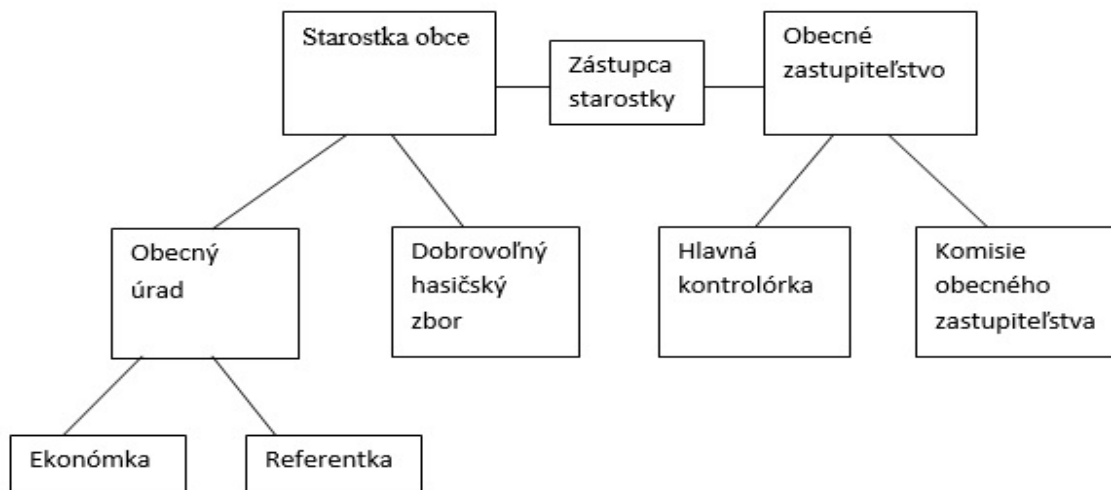 Starostka obce
Zástupca
starostky
Obecné
zastupiteľstvo
Obecný
úrad
Dobrovoľný
hasičský
zbor
Hlavná
kontrolórka
Komisie
obecného
zastupiteľstva
Ekonómka
Referentka